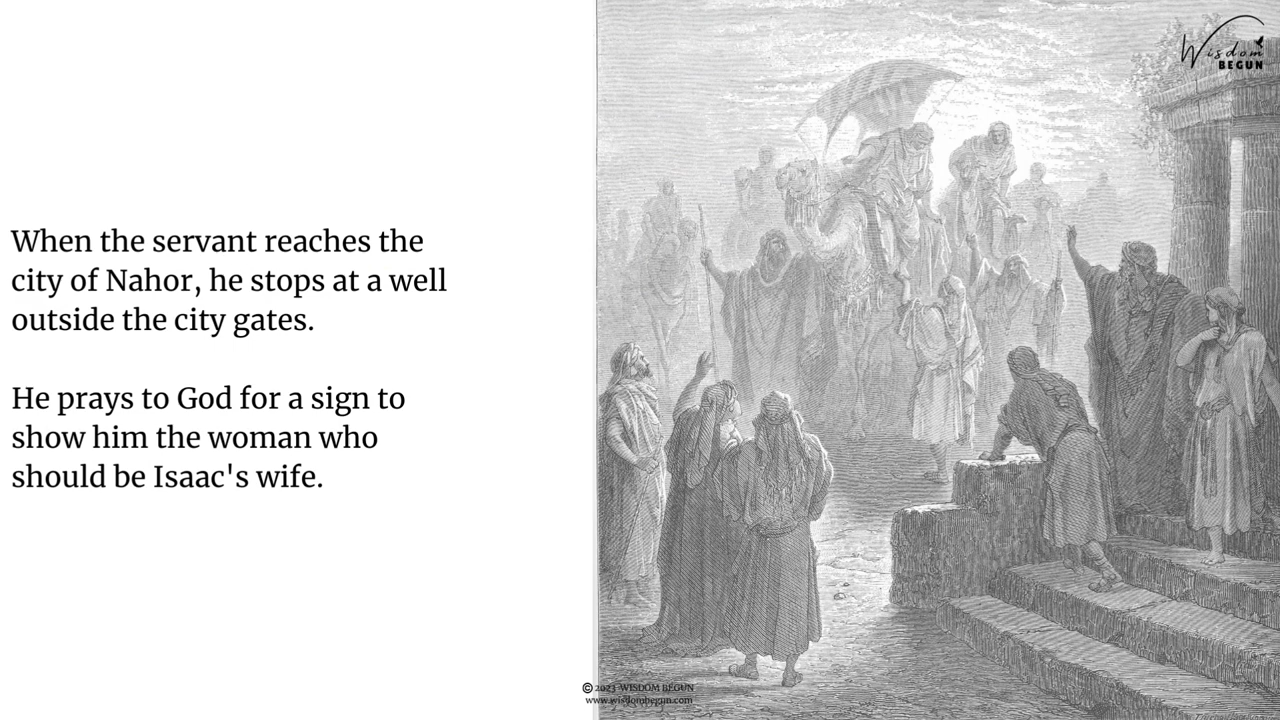 When the servant reaches the
city of Nahor, he stops at a well
outside the city gates.
He prays to God for a sign to
show him the woman who
should be Isaac's wife.
Wisdom
BEGUN
© 2023 WISDOM BEGUN
www.wisdombegun.com